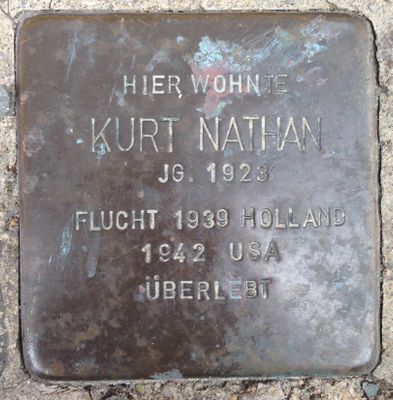 HIER WOHNTE
KURT NATHAN
JG. 1923
FLUCHT 1939 HOLLAND
1942 USA
ÜBERLEBT